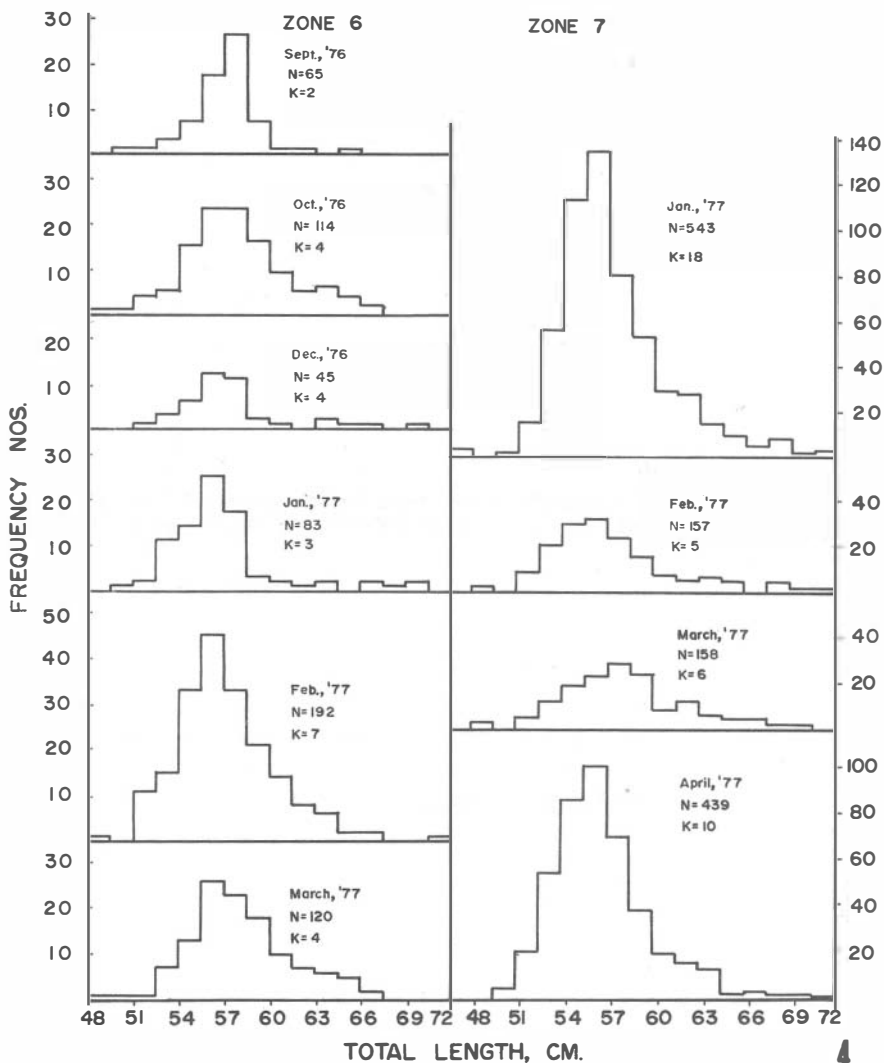 ZONE 6
Sept., '76
N=65
K=2
30
20
10
Oct., '76
N=114
K=4
30
20
10
Dec., '76
N=45
K=4
20
10
Jan., '77
N=83
K=3
30
20
10
Feb., '77
N=192
K=7
50
40
30
20
10
March, '77
N=120
K=4
30
20
10
48 51 54 57 60 63 66 69 72
FREQUENCY NOS.
ZONE 7
Jan., '77
N=543
K=18
140
120
100
80
60
40
20
Feb., '77
N=157
K=5
40
20
March, '77
N=158
K=6
40
20
April, '77
N=439
K=10
100
80
60
40
20
51 54 57 60 63 66 69 72
TOTAL LENGTH, CM.